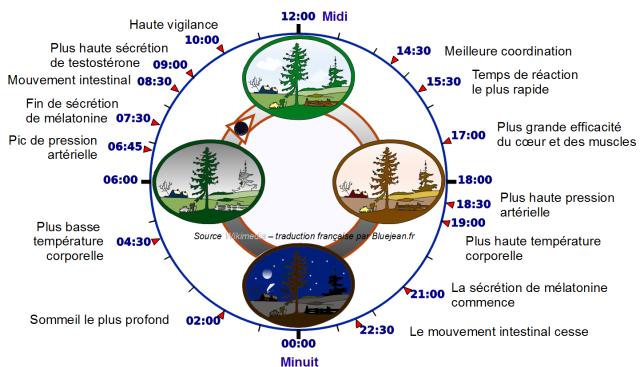 12:00 Midi
Haute vigilance
10:00
Plus haute sécrétion
de testostérone
09:00
Mouvement intestinal
08:30
Fin de sécrétion
de mélatonine
07:30
Pic de pression
artérielle
06:45
06:00
Plus basse
température
corporelle
04:30
Sommeil le plus profond
02:00
00:00
Minuit
14:30
Meilleure coordination
15:30
Temps de réaction
le plus rapide
17:00
Plus grande efficacité
du cœur et des muscles
18:00
18:30
Plus haute pression
artérielle
19:00
Plus haute température
corporelle
21:00
La sécrétion de mélatonine
commence
22:30
Le mouvement intestinal cesse
Source Wikimedia – traduction française par Bluejean.fr